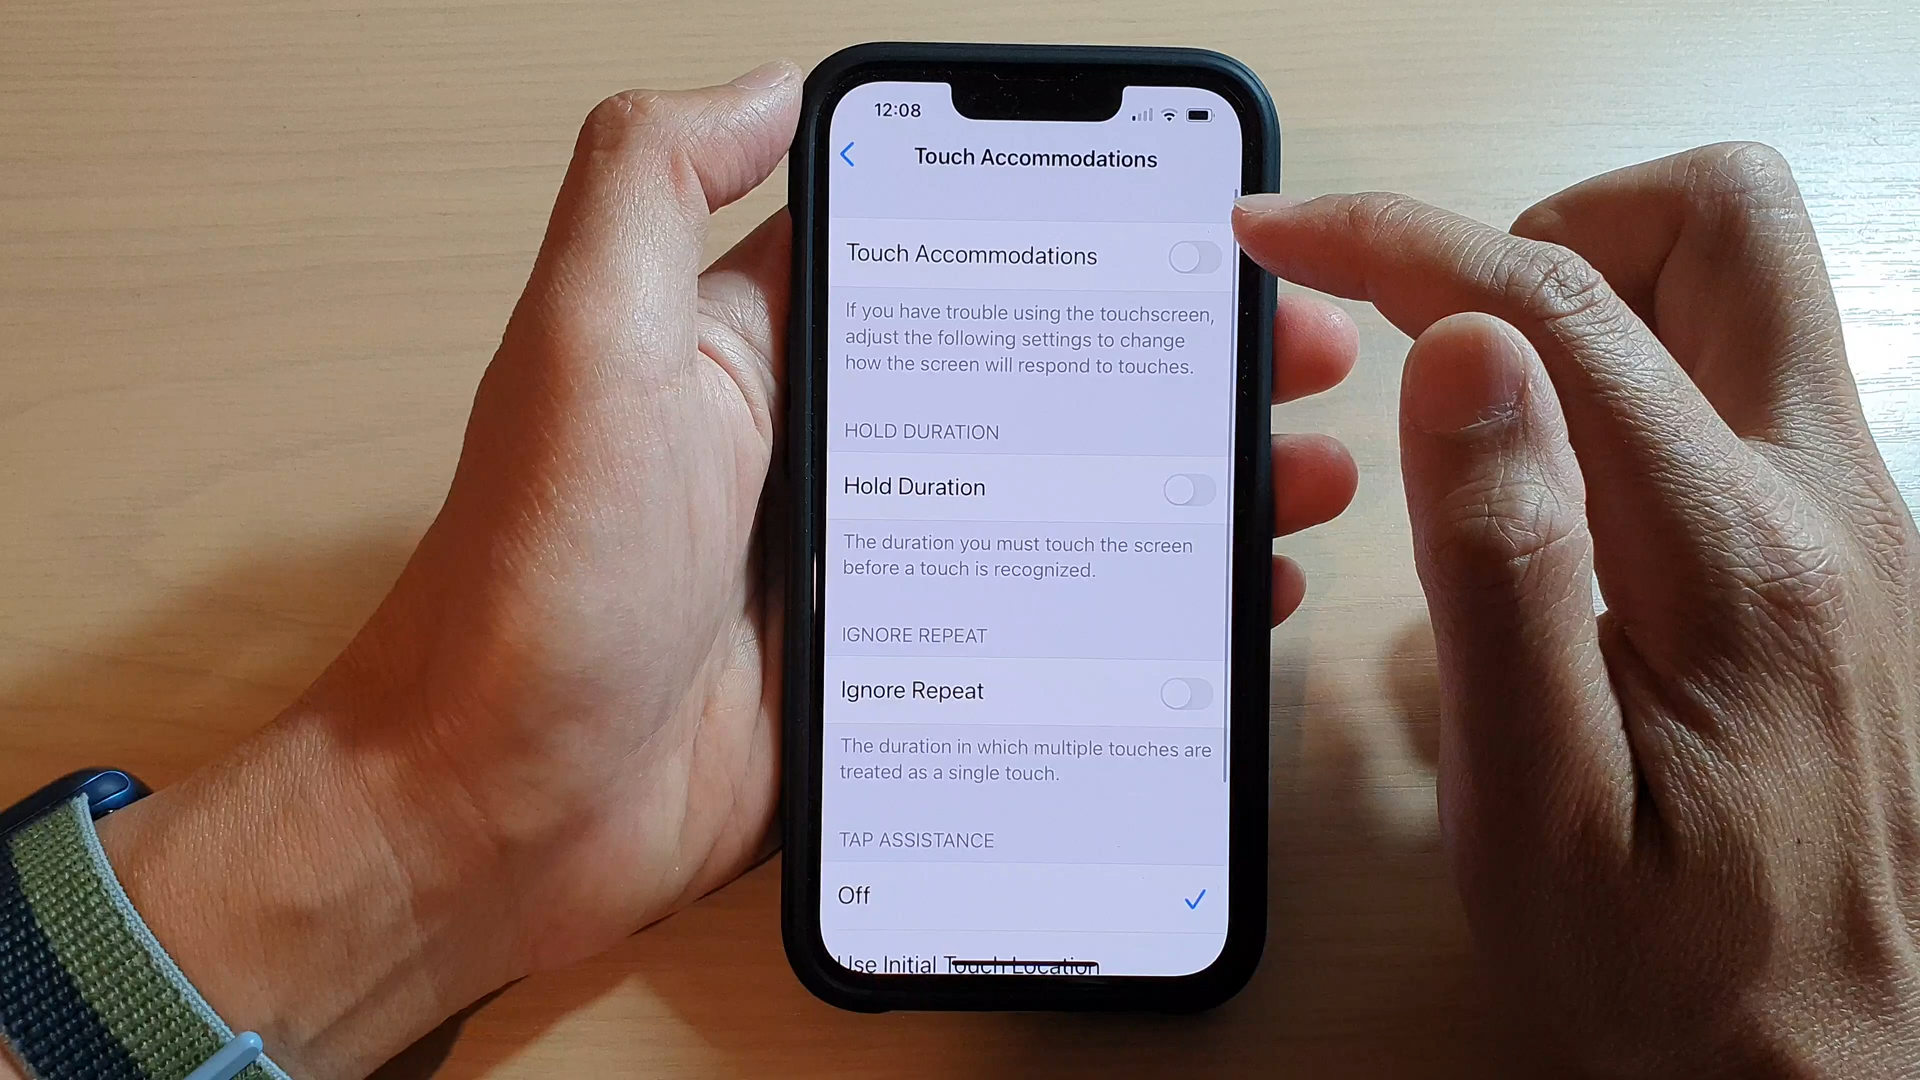 12:08
Touch Accommodations
Touch Accommodations
If you have trouble using the touchscreen,
adjust the following settings to change
how the screen will respond to touches.
HOLD DURATION
Hold Duration
The duration you must touch the screen
before a touch is recognized.
IGNORE REPEAT
Ignore Repeat
The duration in which multiple touches are
treated as a single touch.
TAP ASSISTANCE
Off
Use Initial Touch Location